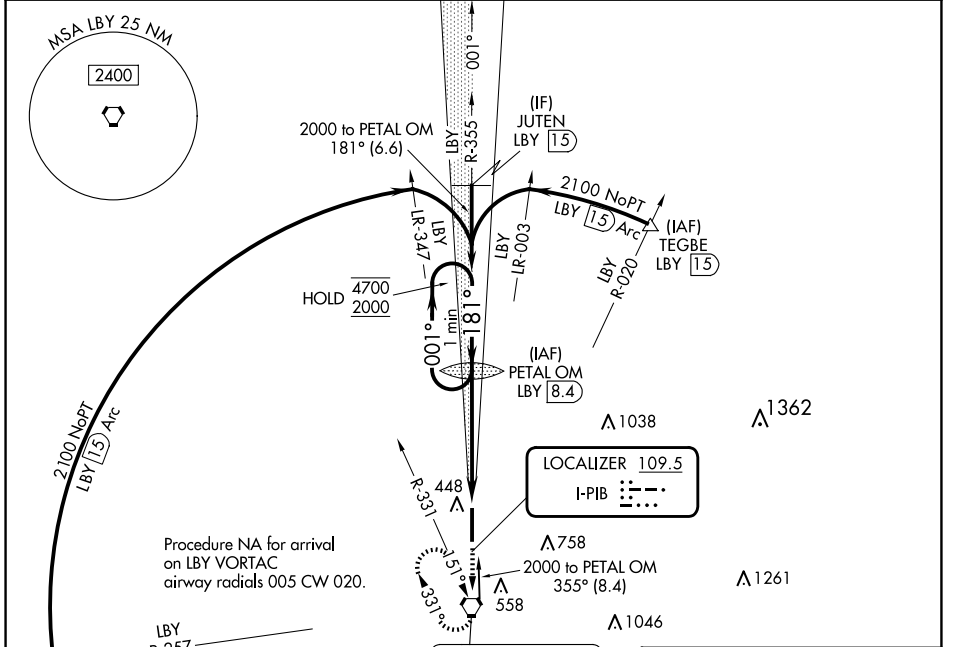 MSA LBY 25 NM
2400
001°
LBY
R-355
(IF)
JUTEN
LBY 15
2000 to PETAL OM
181° (6.6)
2100 NoPT
LBY 15 Arc
(IAF)
TEGBE
LBY 15
LBY
LR-347
LBY
LR-003
LBY
R-020
HOLD 4700
2000
001°
1 min
181°
(IAF)
PETAL OM
LBY 8.4
2100 NoPT
LBY 15 Arc
1038
1362
LOCALIZER 109.5
I-PIB
R-331
448
Procedure NA for arrival
on LBY VORTAC
airway radials 005 CW 020.
151°
331°
758
2000 to PETAL OM
355° (8.4)
558
1261
1046
LBY
R-257